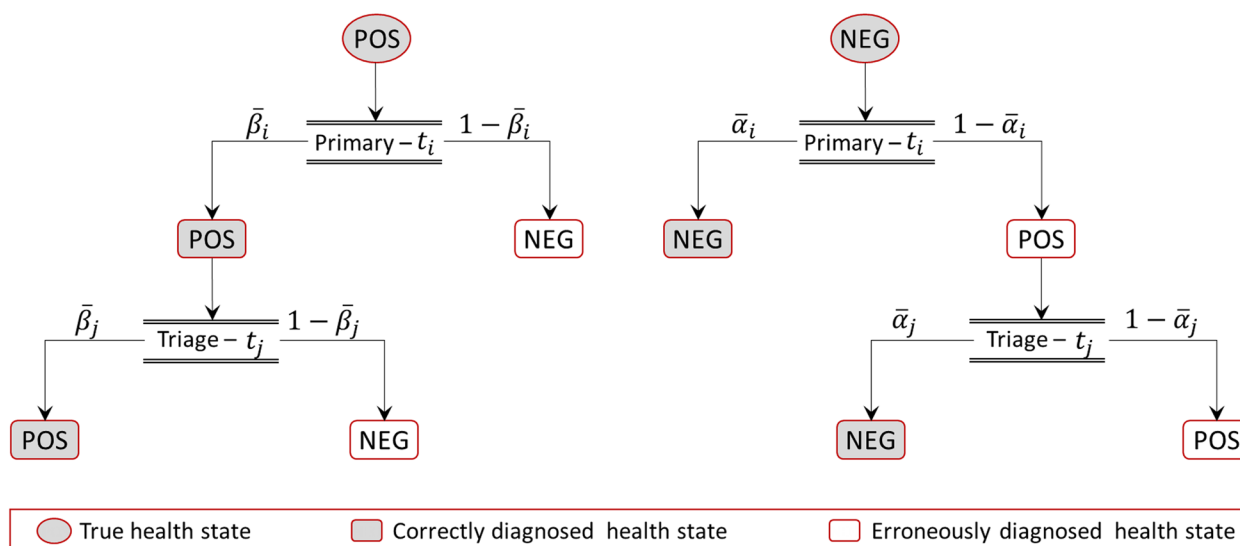 POS NEG
β̄ᵢ 1 − β̄ᵢ ᾱᵢ 1 − ᾱᵢ
Primary – tᵢ Primary – tᵢ
POS NEG NEG POS
β̄ⱼ 1 − β̄ⱼ ᾱⱼ 1 − ᾱⱼ
Triage – tⱼ Triage – tⱼ
POS NEG NEG POS
True health state Correctly diagnosed health state Erroneously diagnosed health state